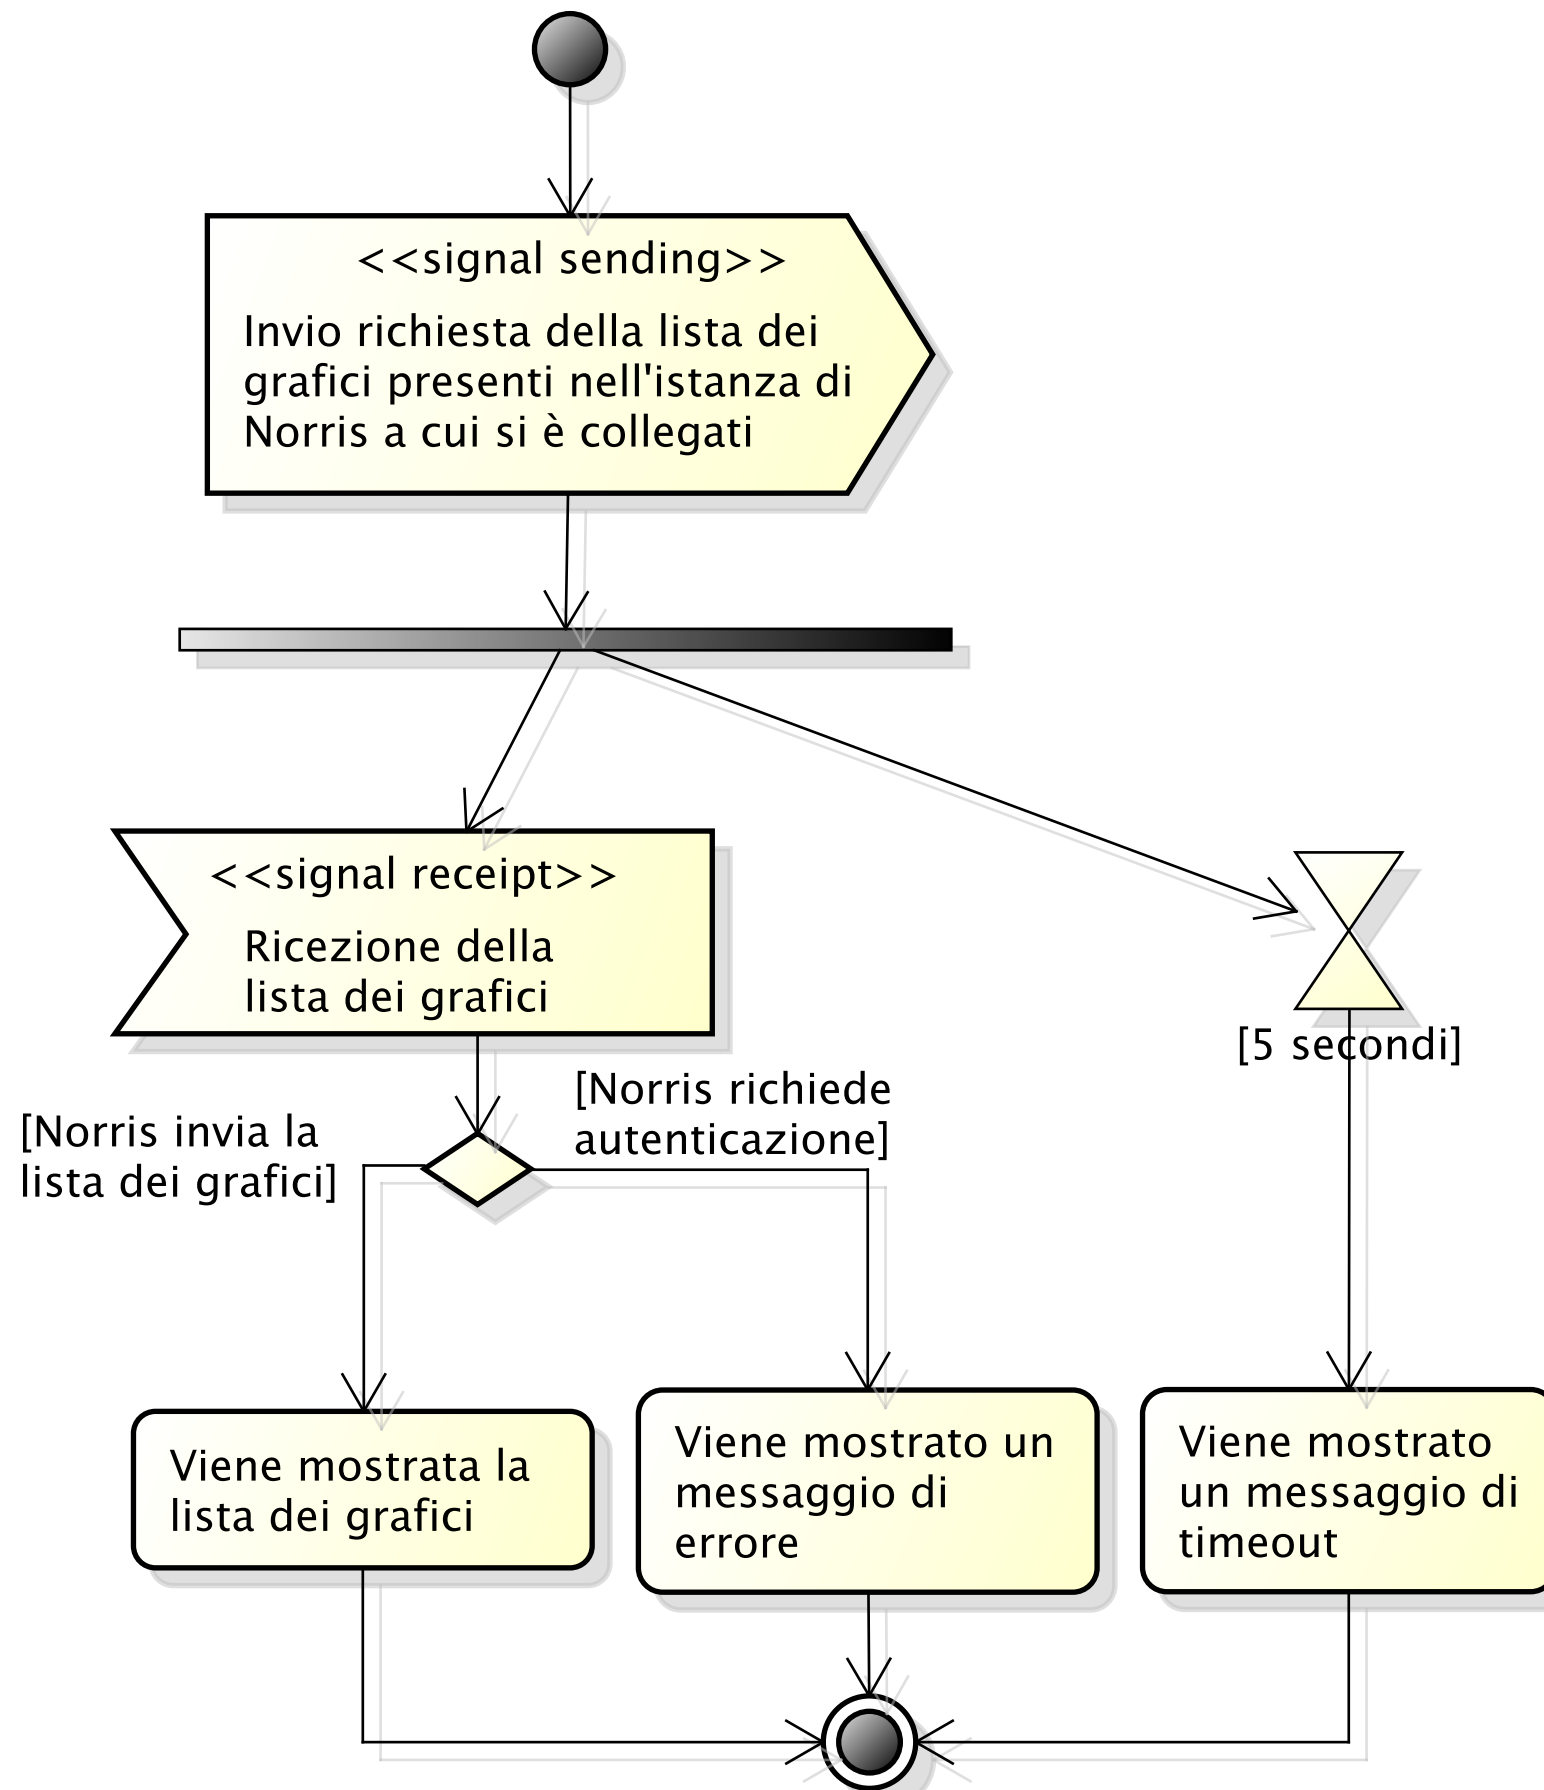 <<signal sending>>
Invio richiesta della lista dei
grafici presenti nell'istanza di
Norris a cui si è collegati
<<signal receipt>>
Ricezione della
lista dei grafici
[5 secondi]
[Norris richiede
autenticazione]
[Norris invia la
lista dei grafici]
Viene mostrata la
lista dei grafici
Viene mostrato un
messaggio di
errore
Viene mostrato
un messaggio di
timeout